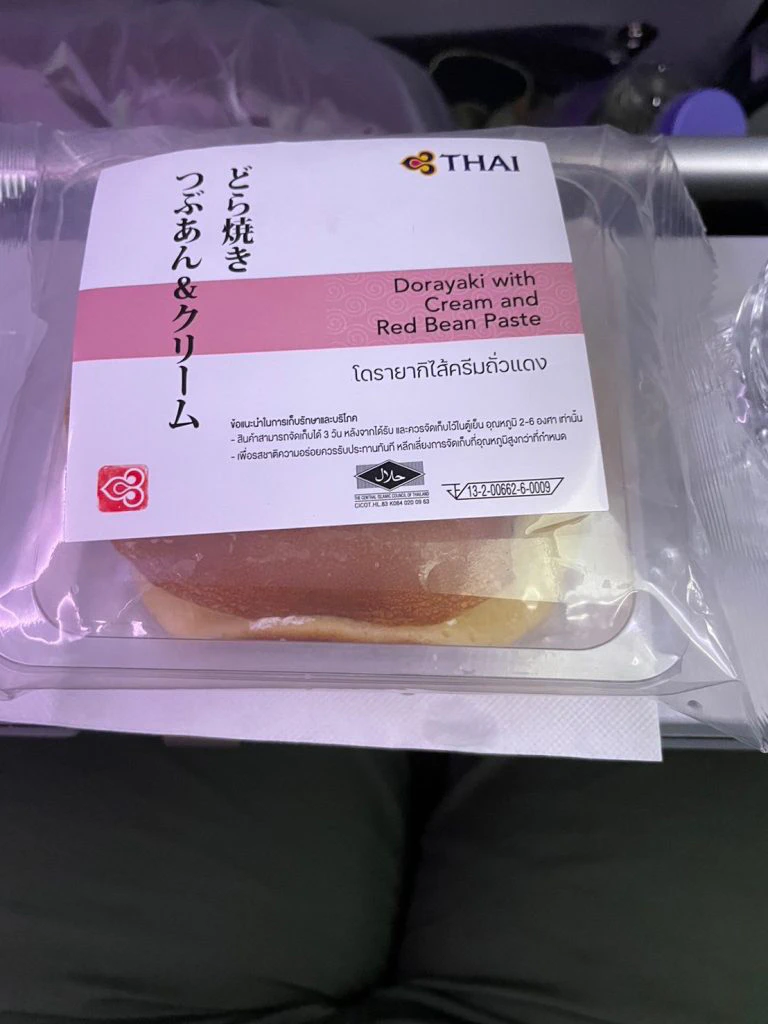 THAI
どら焼き
つぶあん&クリーム
Dorayaki with
Cream and
Red Bean Paste
โดรายากิไส้ครีมถั่วแดง
ข้อแนะนำในการเก็บรักษาและบริโภค
- สินค้าสามารถจัดเก็บได้ 3 วัน หลังจากได้รับ และควรจัดเก็บไว้ในตู้เย็น อุณหภูมิ 2-6 องศา เท่านั้น
- เพื่อรสชาติความอร่อยควรรับประทานทันที หลีกเลี่ยงการจัดเก็บที่อุณหภูมิสูงกว่าที่กำหนด
حلال
THE CENTRAL ISLAMIC COUNCIL OF THAILAND
CICOT.HL.83 K084 020 09 63
13-2-00662-6-0009